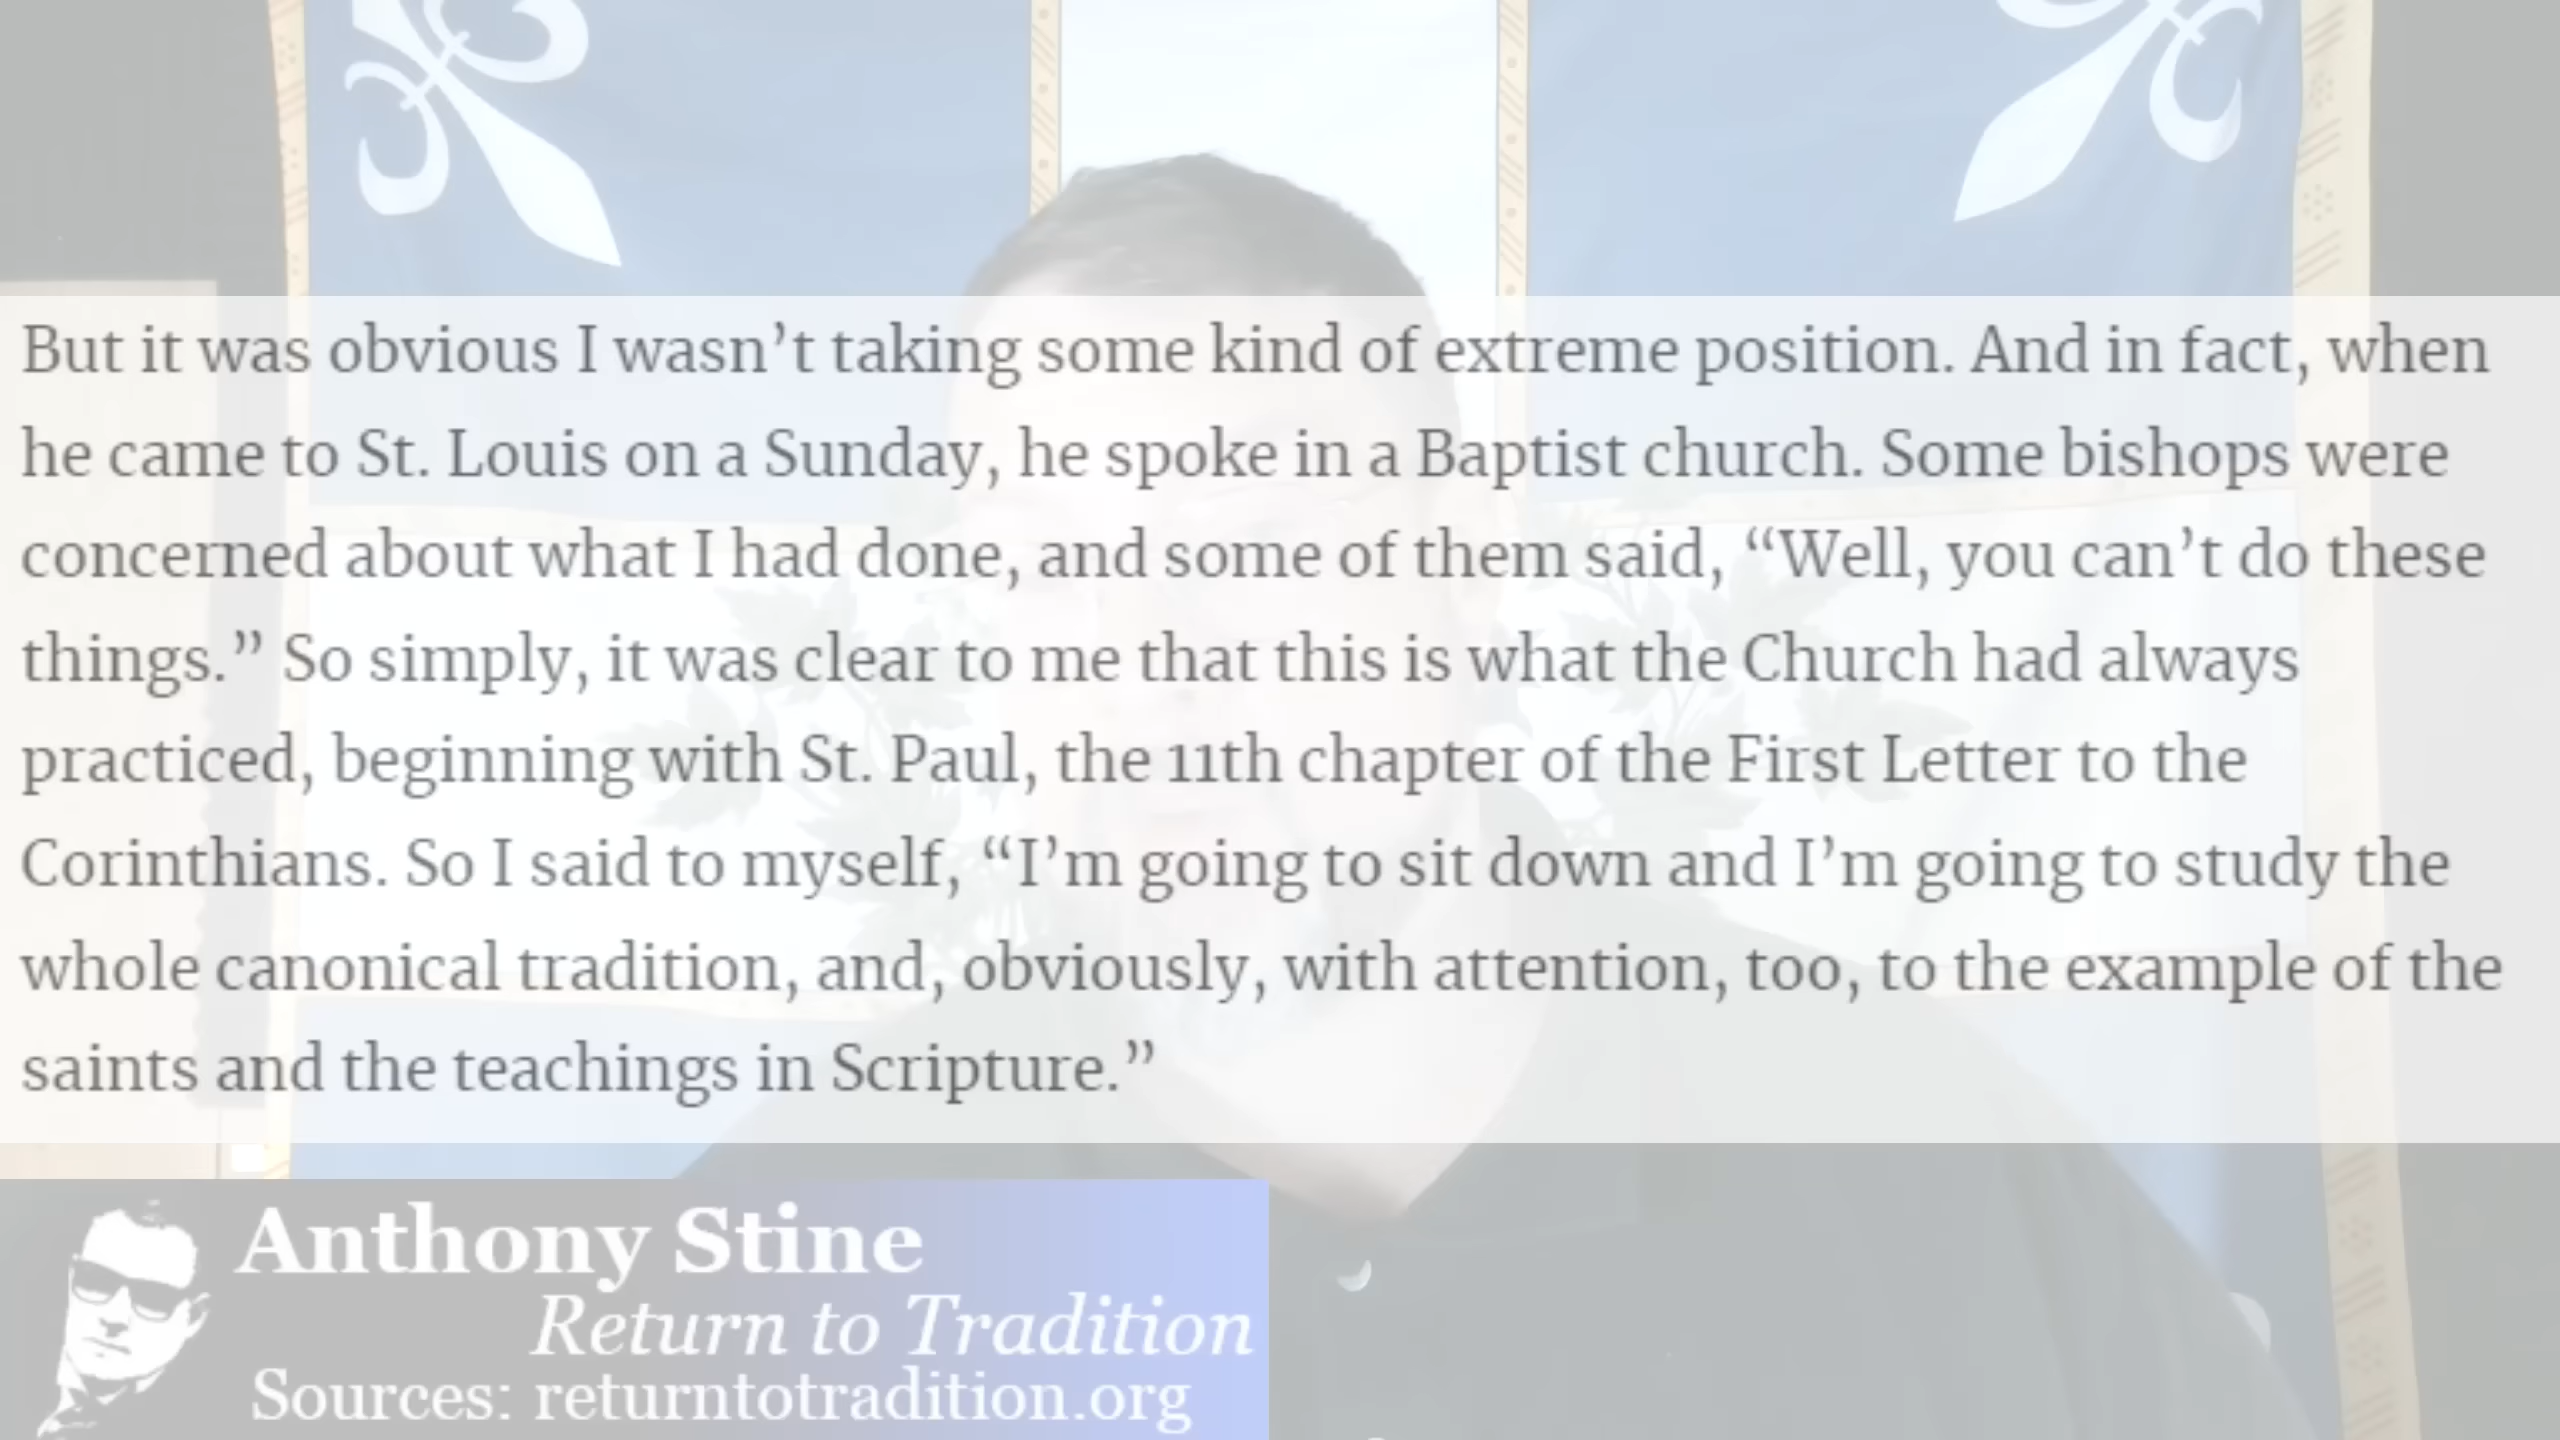 But it was obvious I wasn’t taking some kind of extreme position. And in fact, when
he came to St. Louis on a Sunday, he spoke in a Baptist church. Some bishops were
concerned about what I had done, and some of them said, “Well, you can’t do these
things.” So simply, it was clear to me that this is what the Church had always
practiced, beginning with St. Paul, the 11th chapter of the First Letter to the
Corinthians. So I said to myself, “I’m going to sit down and I’m going to study the
whole canonical tradition, and, obviously, with attention, too, to the example of the
saints and the teachings in Scripture.”
Anthony Stine
Return to Tradition
Sources: returntotradition.org